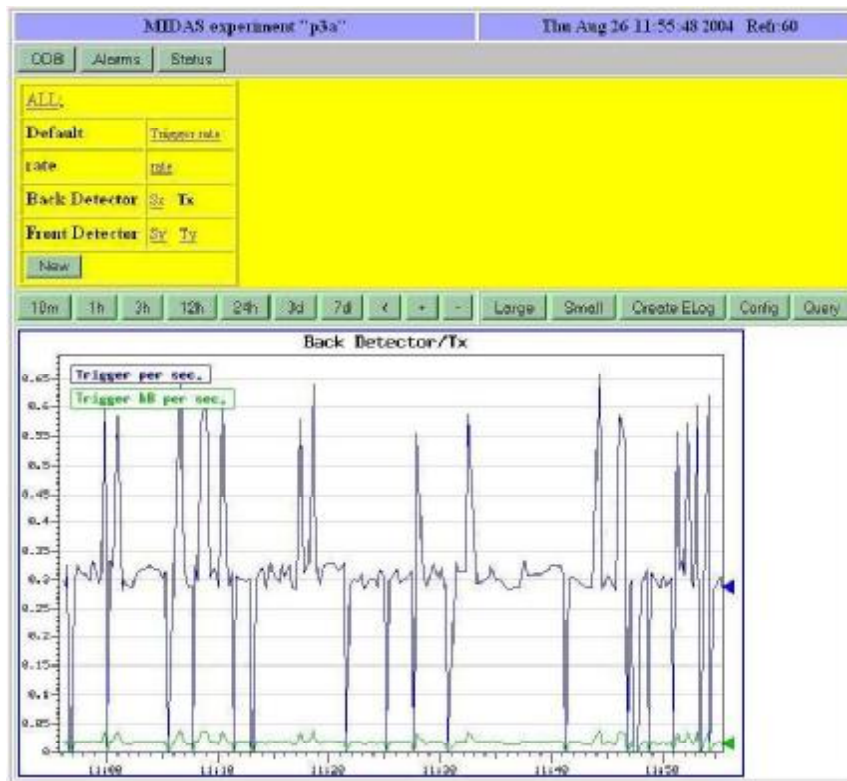 MIDAS experiment "p3a" Thu Aug 26 11:55:48 2004 Refr:60
ODB Alarms Status
ALL:
Default Trigger rate
rate rate
Back Detector Sx Tx
Front Detector Sy Ty
New
10m 1h 3h 12h 24h 3d 7d < + - Large Small Create ELog Config Query
Back Detector/Tx
Trigger per sec.
Trigger kB per sec.
0.65
0.6
0.55
0.5
0.45
0.4
0.35
0.3
0.25
0.2
0.15
0.1
0.05
0
11:00 11:10 11:20 11:30 11:40 11:50